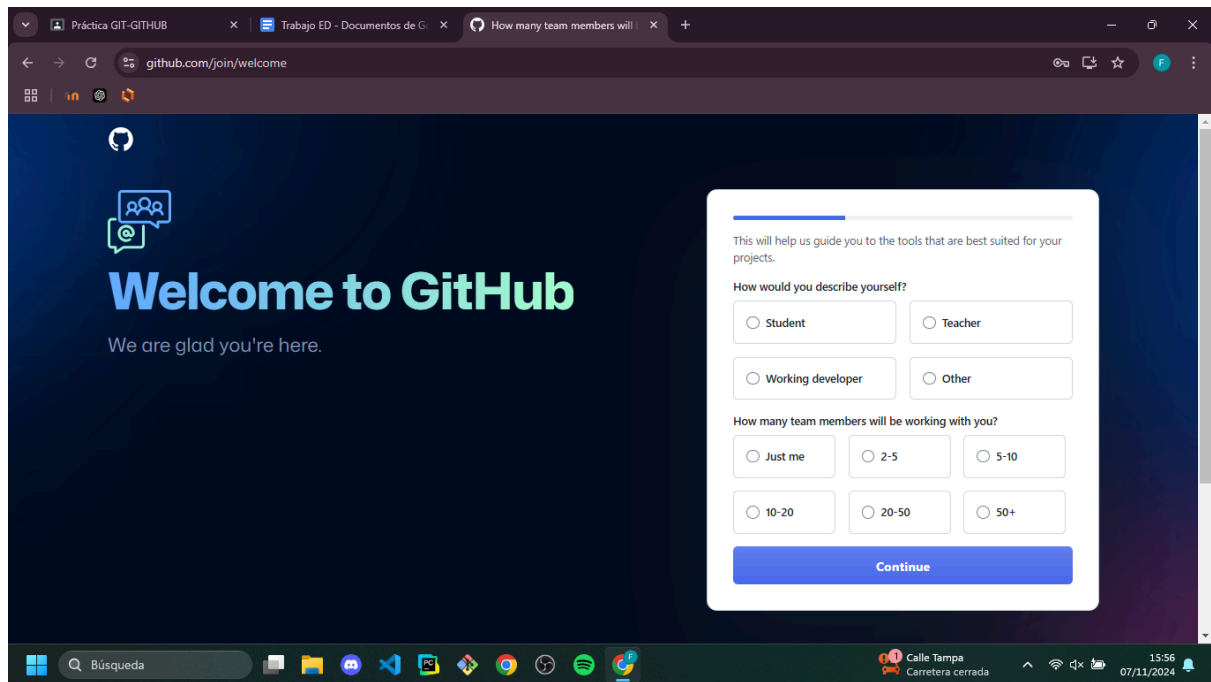 Práctica GIT-GITHUB
Trabajo ED - Documentos de G
How many team members will
github.com/join/welcome
F
in
@
Welcome to GitHub
We are glad you're here.
This will help us guide you to the tools that are best suited for your
projects.
How would you describe yourself?
Student Teacher
Working developer Other
How many team members will be working with you?
Just me 2-5 5-10
10-20 20-50 50+
Continue
Búsqueda
PC
F
1
Calle Tampa
Carretera cerrada
15:56
07/11/2024